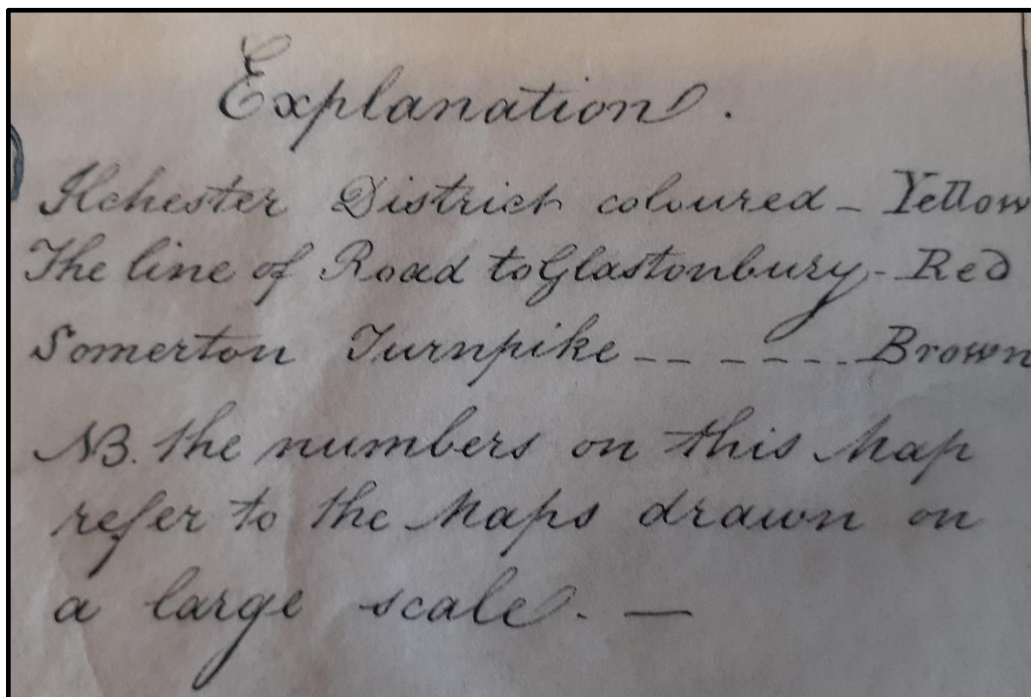 Explanation.
Ilchester District coloured - Yellow
The line of Road to Glastonbury - Red
Somerton Turnpike - - - - - - Brown
NB. the numbers on this Map
refer to the Maps drawn on
a large scale. —